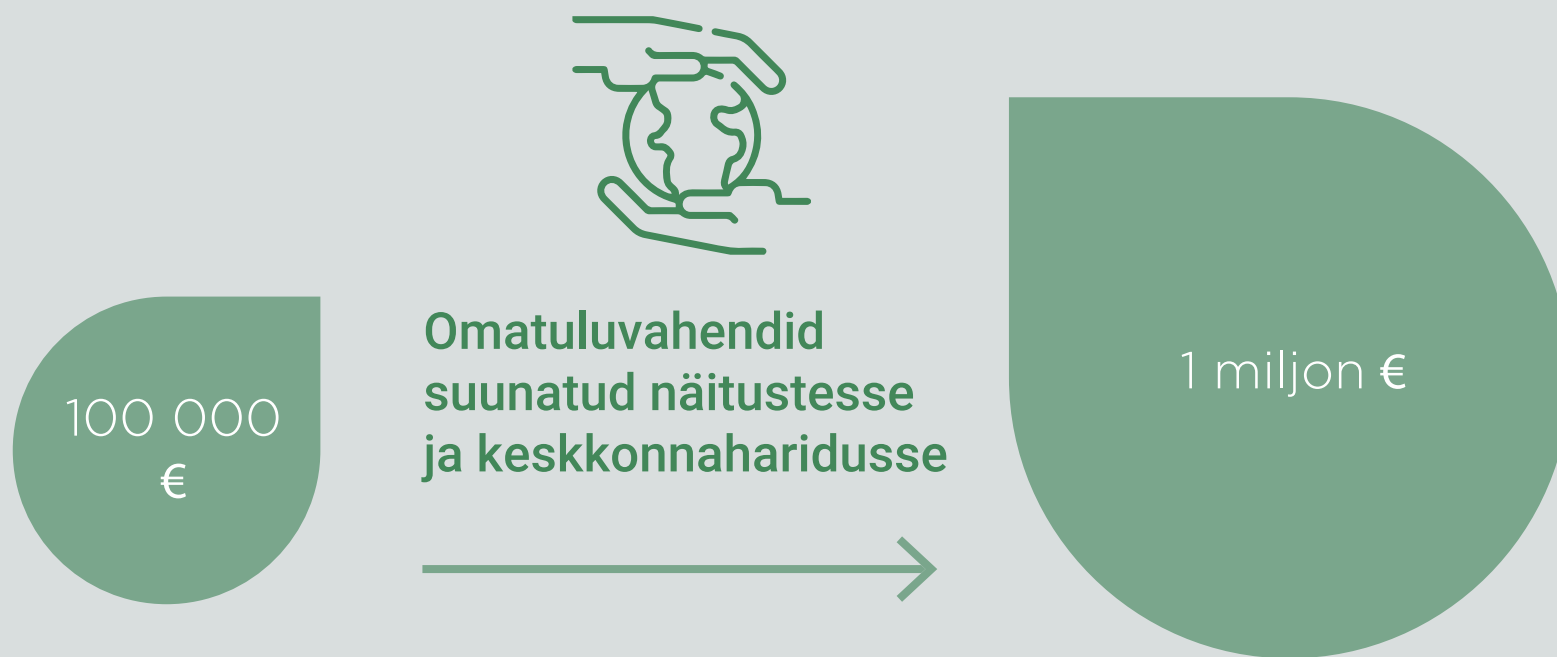 100 000
€
Omatuluvahendid
suunatud näitustesse
ja keskkonnaharidusse
1 miljon €